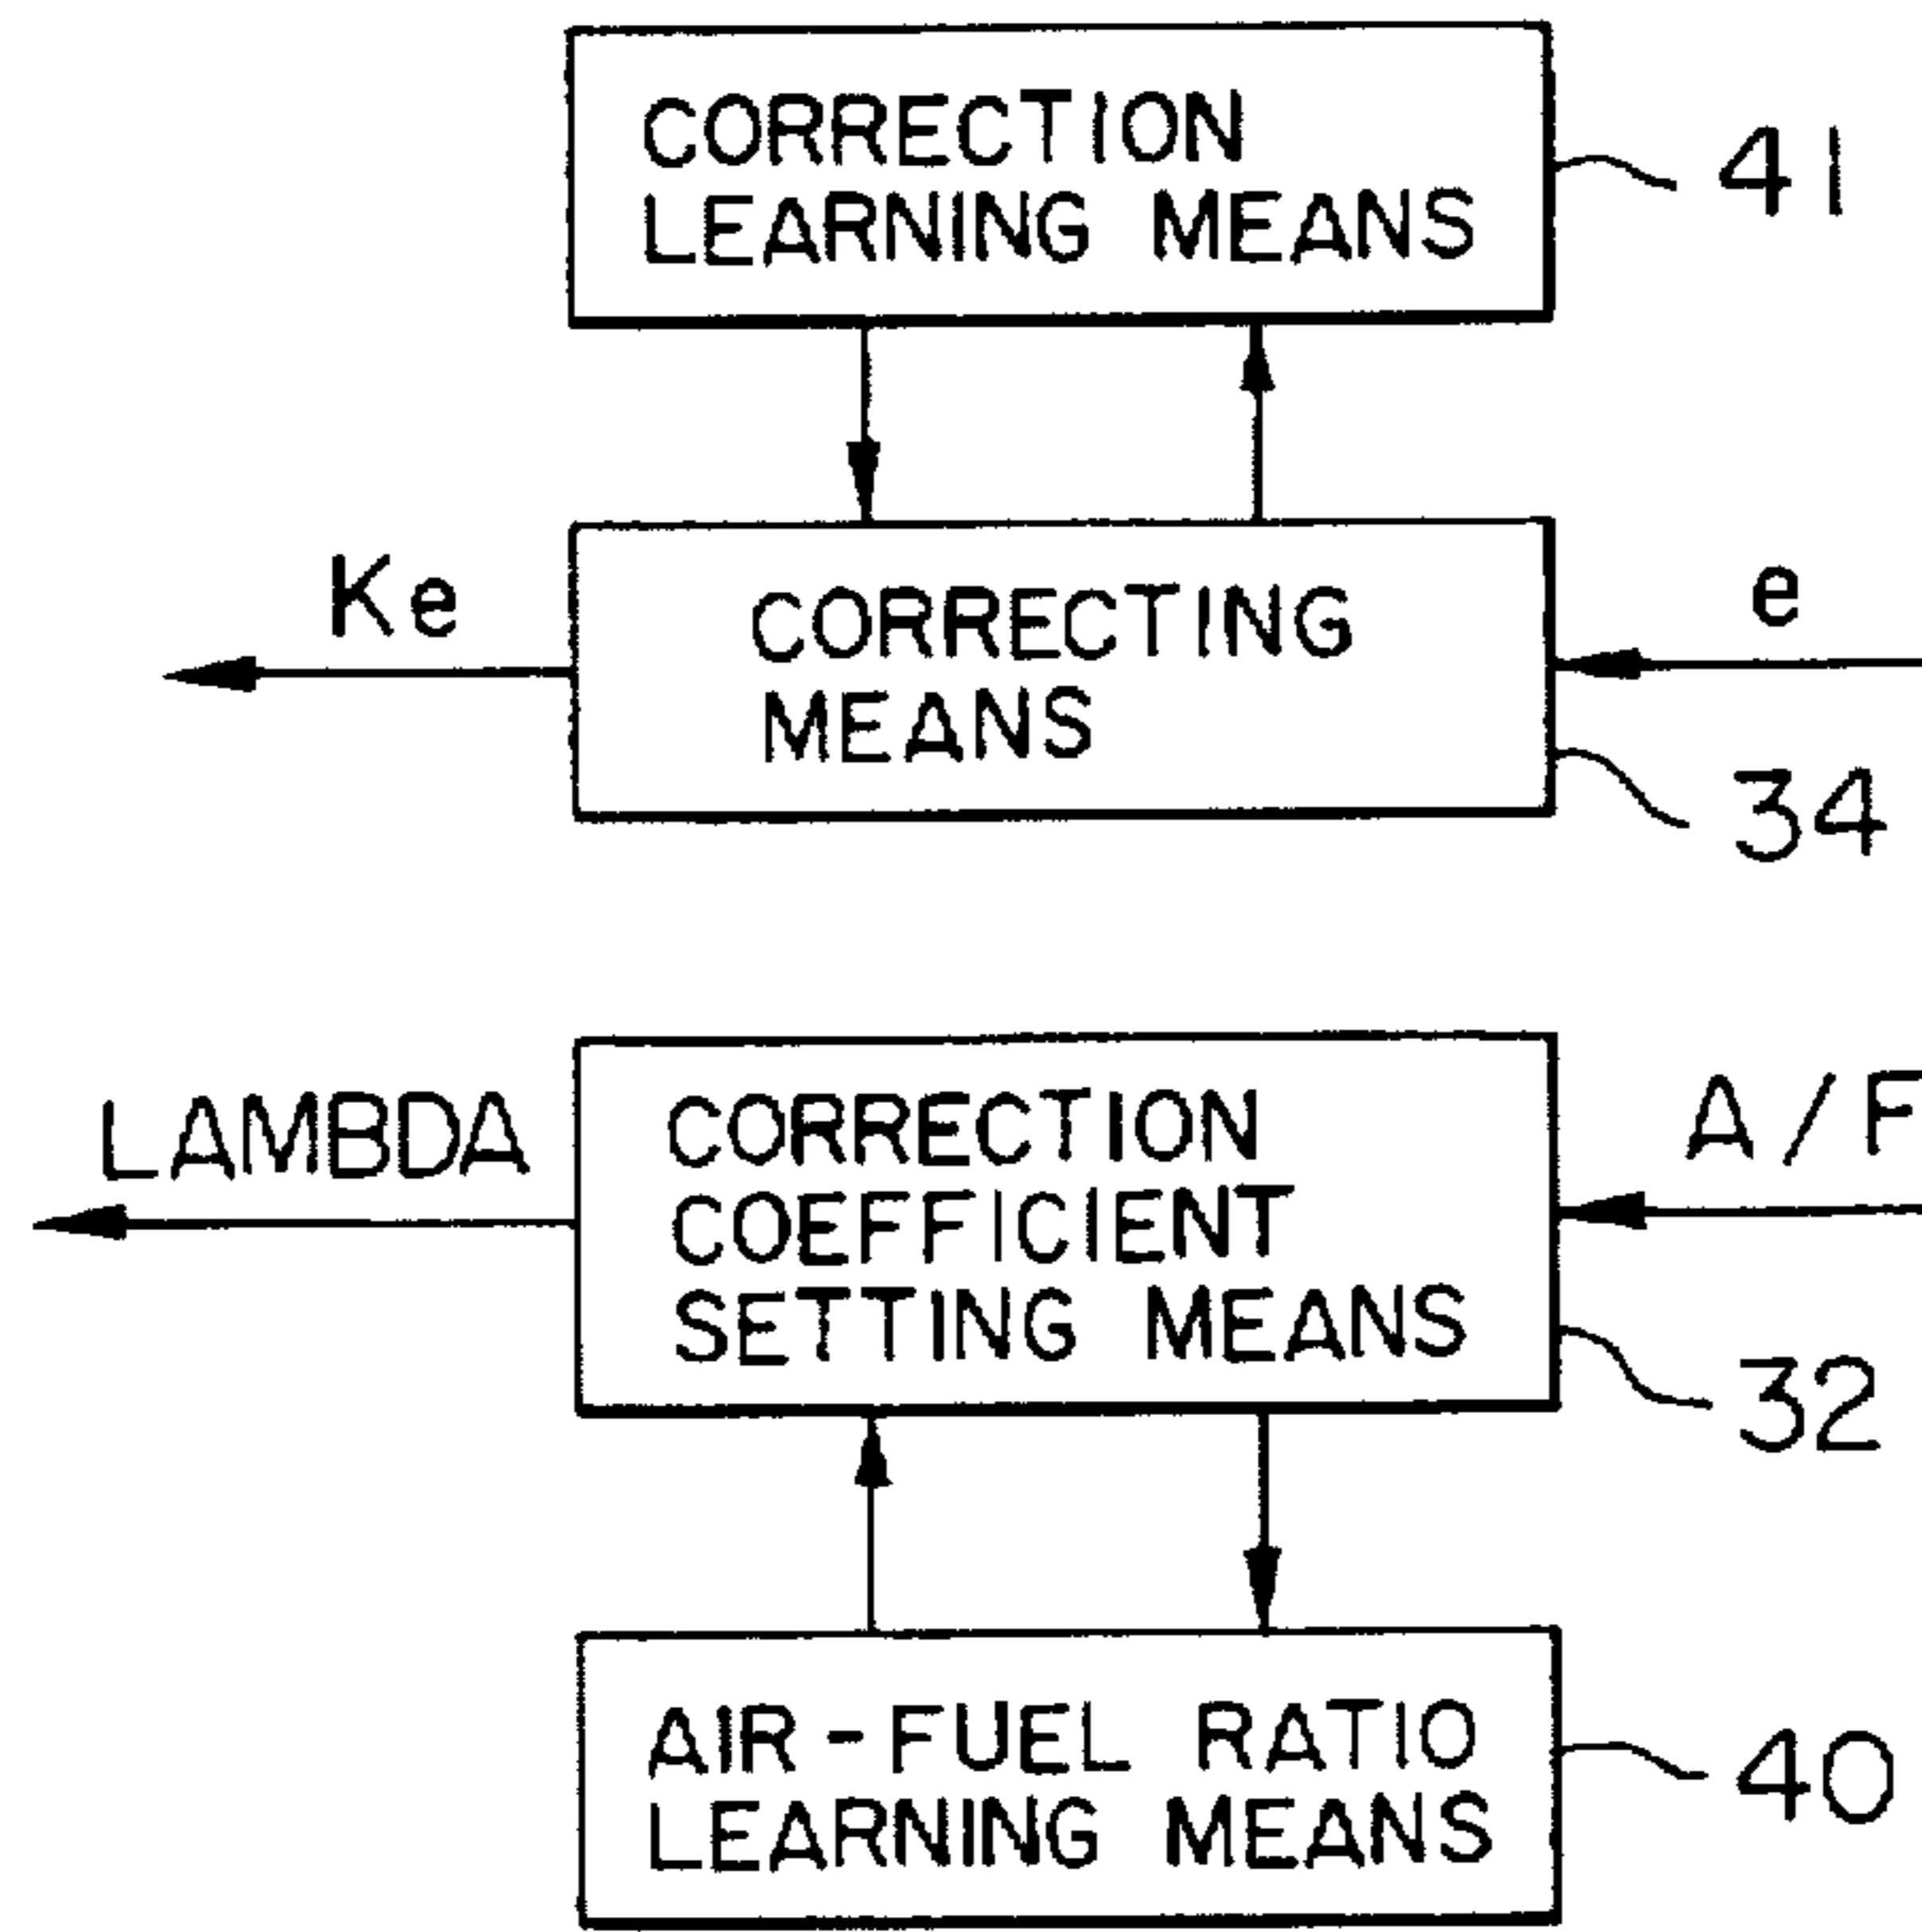 CORRECTION
LEARNING MEANS
41
Ke
CORRECTING
MEANS
e
34
LAMBDA
CORRECTION
COEFFICIENT
SETTING MEANS
A/F
32
AIR-FUEL RATIO
LEARNING MEANS
40